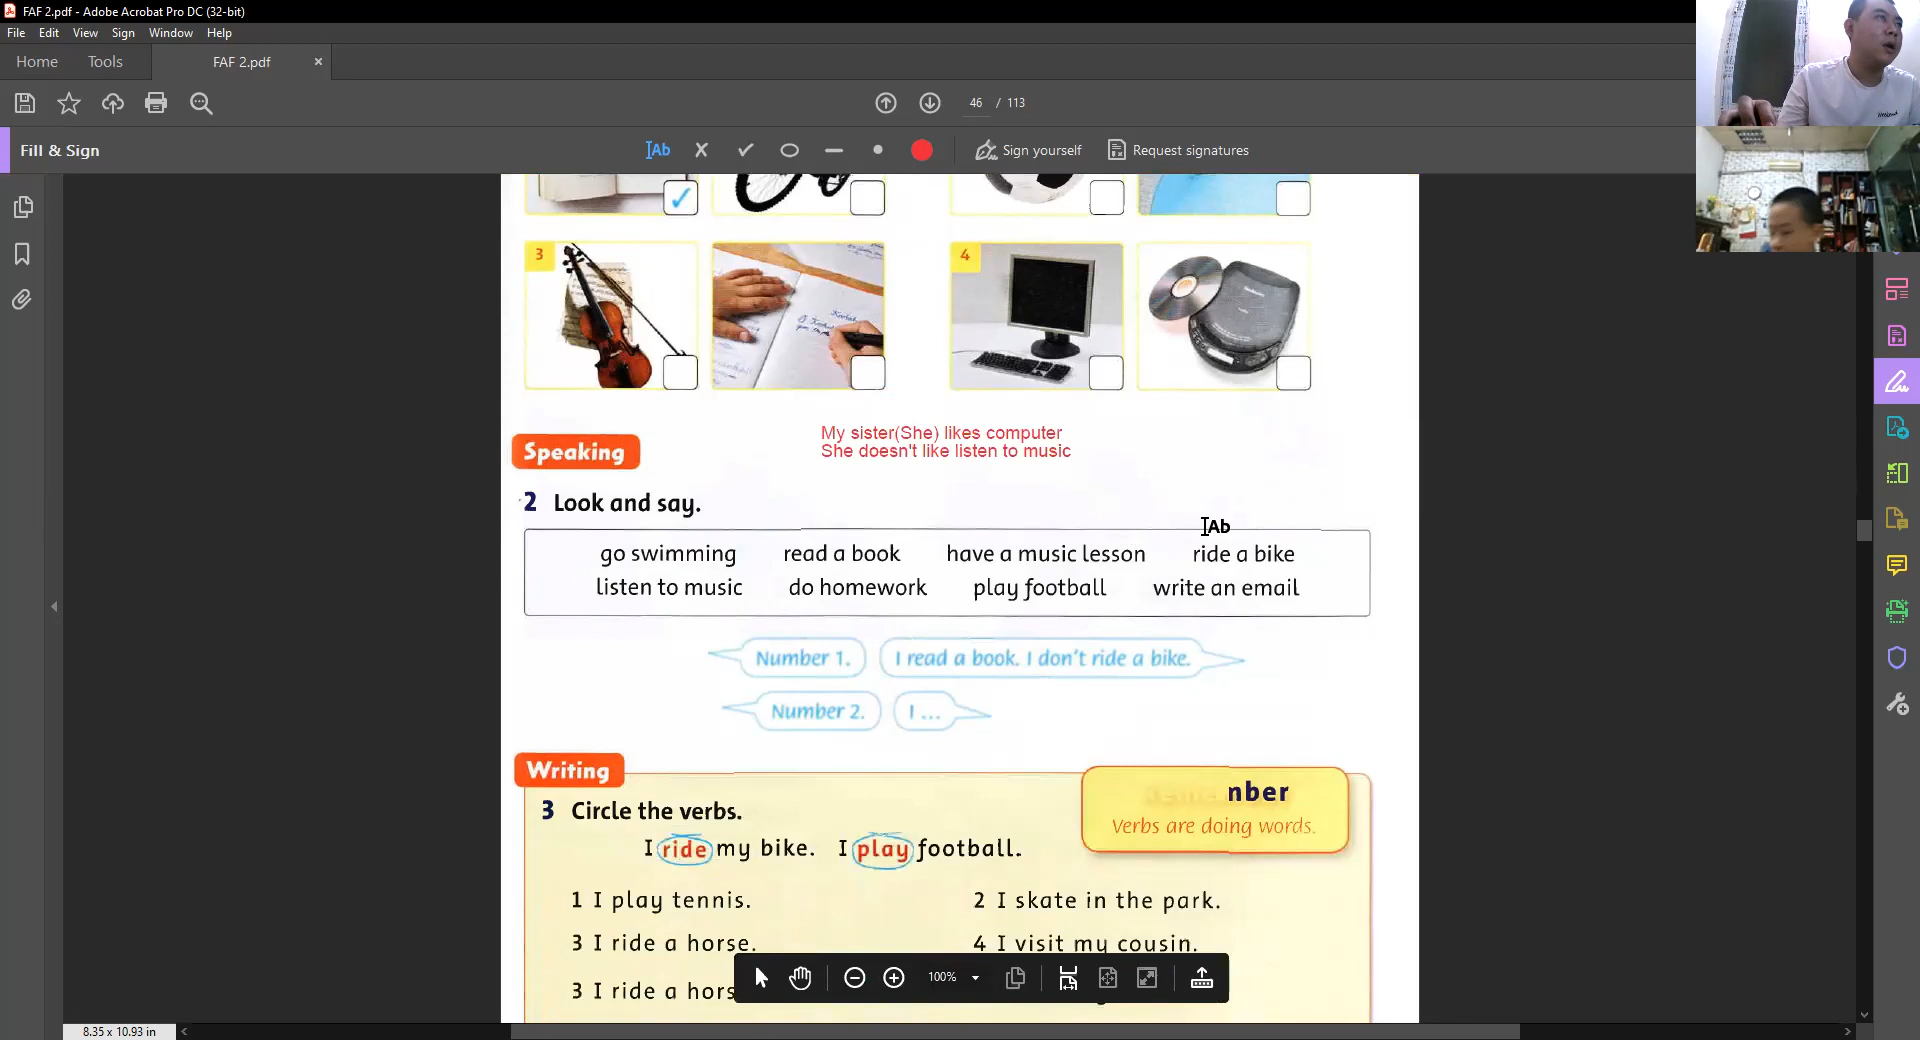 FAF 2.pdf - Adobe Acrobat Pro DC (32-bit)
File Edit View Sign Window Help
Home Tools FAF 2.pdf ×
46 / 113
Fill & Sign
Ab
Sign yourself
Request signatures
3
4
My sister(She) likes computer
She doesn't like listen to music
Speaking
2 Look and say.
Ab
go swimming read a book have a music lesson ride a bike
listen to music do homework play football write an email
Number 1. I read a book. I don't ride a bike.
Number 2. I ...
Writing
nber
Verbs are doing words.
3 Circle the verbs.
I ride my bike. I play football.
1 I play tennis. 2 I skate in the park.
3 I ride a horse. 4 I visit my cousin.
3 I ride a hors
100%
8.35 x 10.93 in